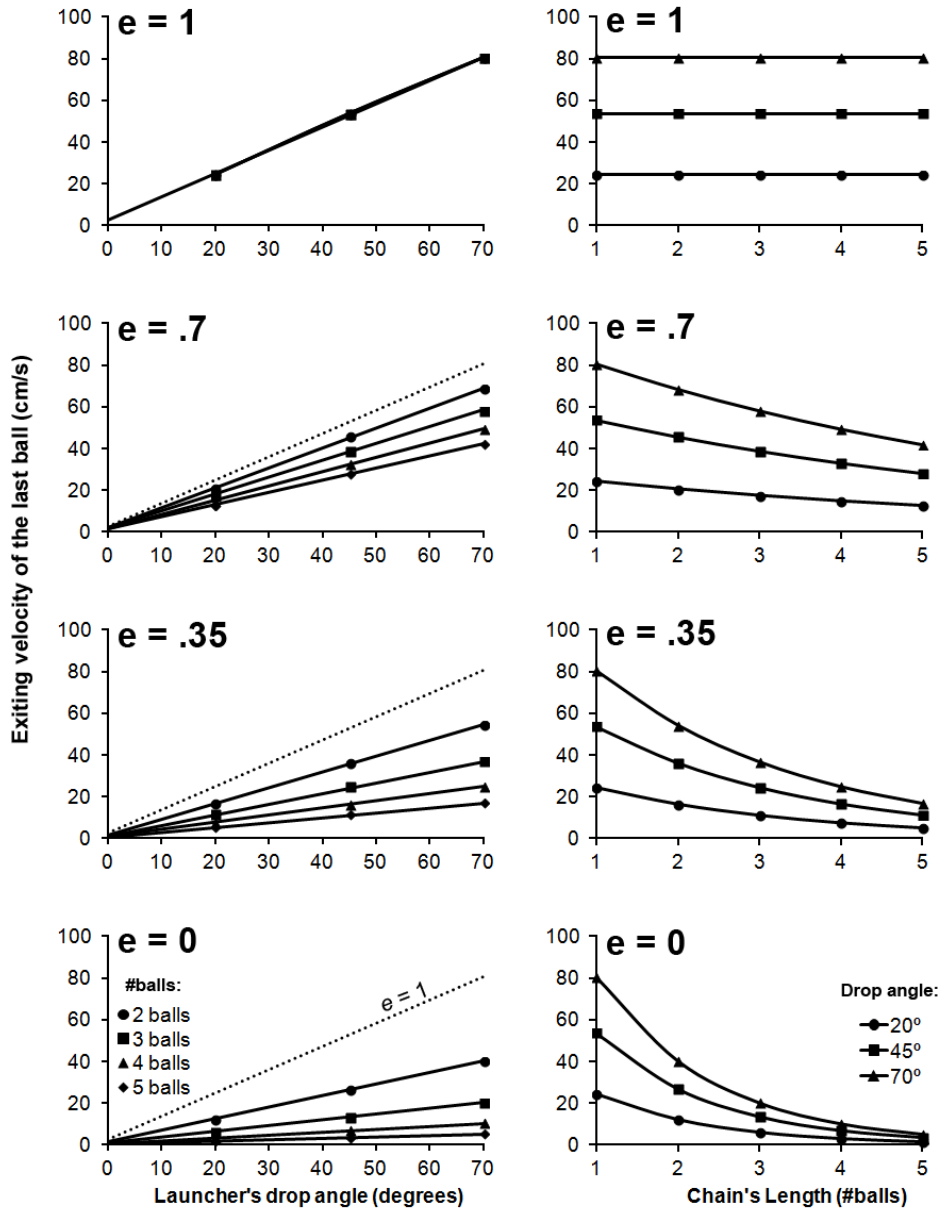 Exiting velocity of the last ball (cm/s)
e = 1
100
80
60
40
20
0
0 10 20 30 40 50 60 70
e = 1
100
80
60
40
20
0
1 2 3 4 5
e = .7
100
80
60
40
20
0
0 10 20 30 40 50 60 70
e = .7
100
80
60
40
20
0
1 2 3 4 5
e = .35
100
80
60
40
20
0
0 10 20 30 40 50 60 70
e = .35
100
80
60
40
20
0
1 2 3 4 5
e = 0
100
80
60
40
20
0
#balls:
2 balls
3 balls
4 balls
5 balls
e = 1
0 10 20 30 40 50 60 70
Launcher's drop angle (degrees)
e = 0
100
80
60
40
20
0
Drop angle:
20º
45º
70º
1 2 3 4 5
Chain's Length (#balls)